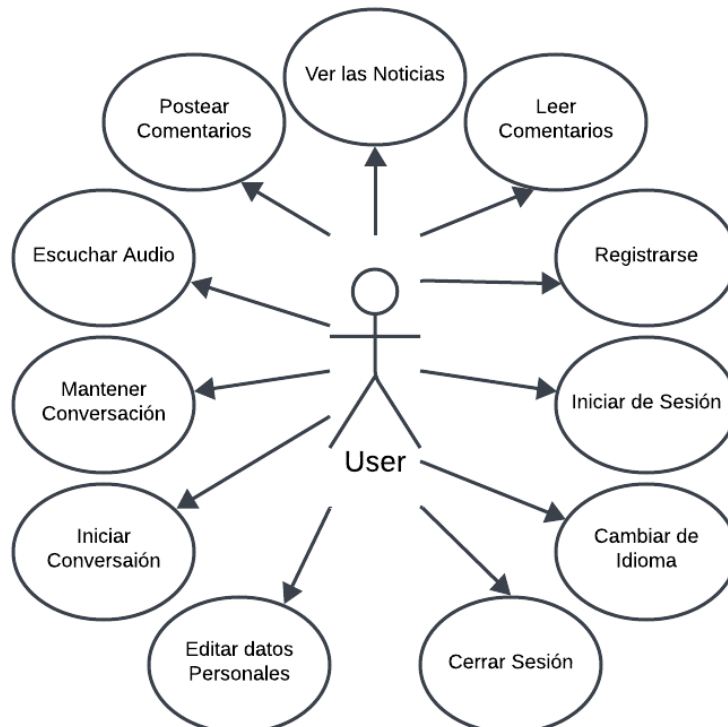 Ver las Noticias
Postear
Comentarios
Leer
Comentarios
Escuchar Audio
Registrarse
Mantener
Conversación
Iniciar de Sesión
User
Iniciar
Conversaión
Cambiar de
Idioma
Editar datos
Personales
Cerrar Sesión